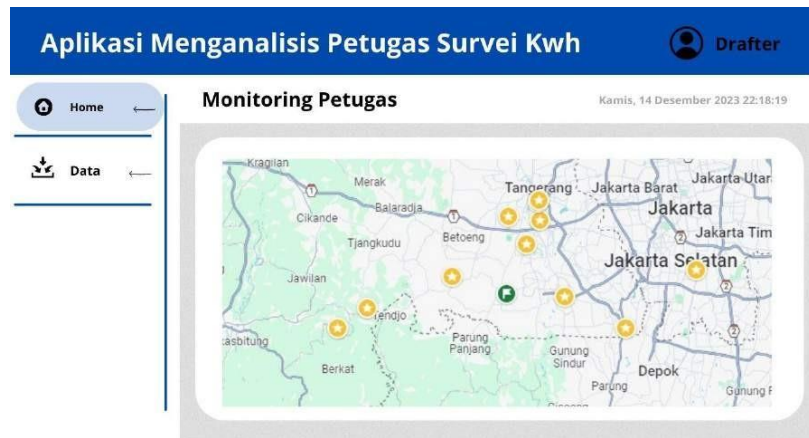 Aplikasi Menganalisis Petugas Survei Kwh
Drafter
Home
Monitoring Petugas
Kamis, 14 Desember 2023 22:18:19
Data
Kragilan
Merak
Tangerang
Jakarta Barat
Jakarta Utar
Cikande
Balaradja
Jakarta
Tjangkudu
Betoeng
Jakarta Tim
Jawilan
Jakarta Selatan
endjo
asbitung
Parung
Panjang
Gunung
Sindur
Berkat
Depok
Parung
Gunung F